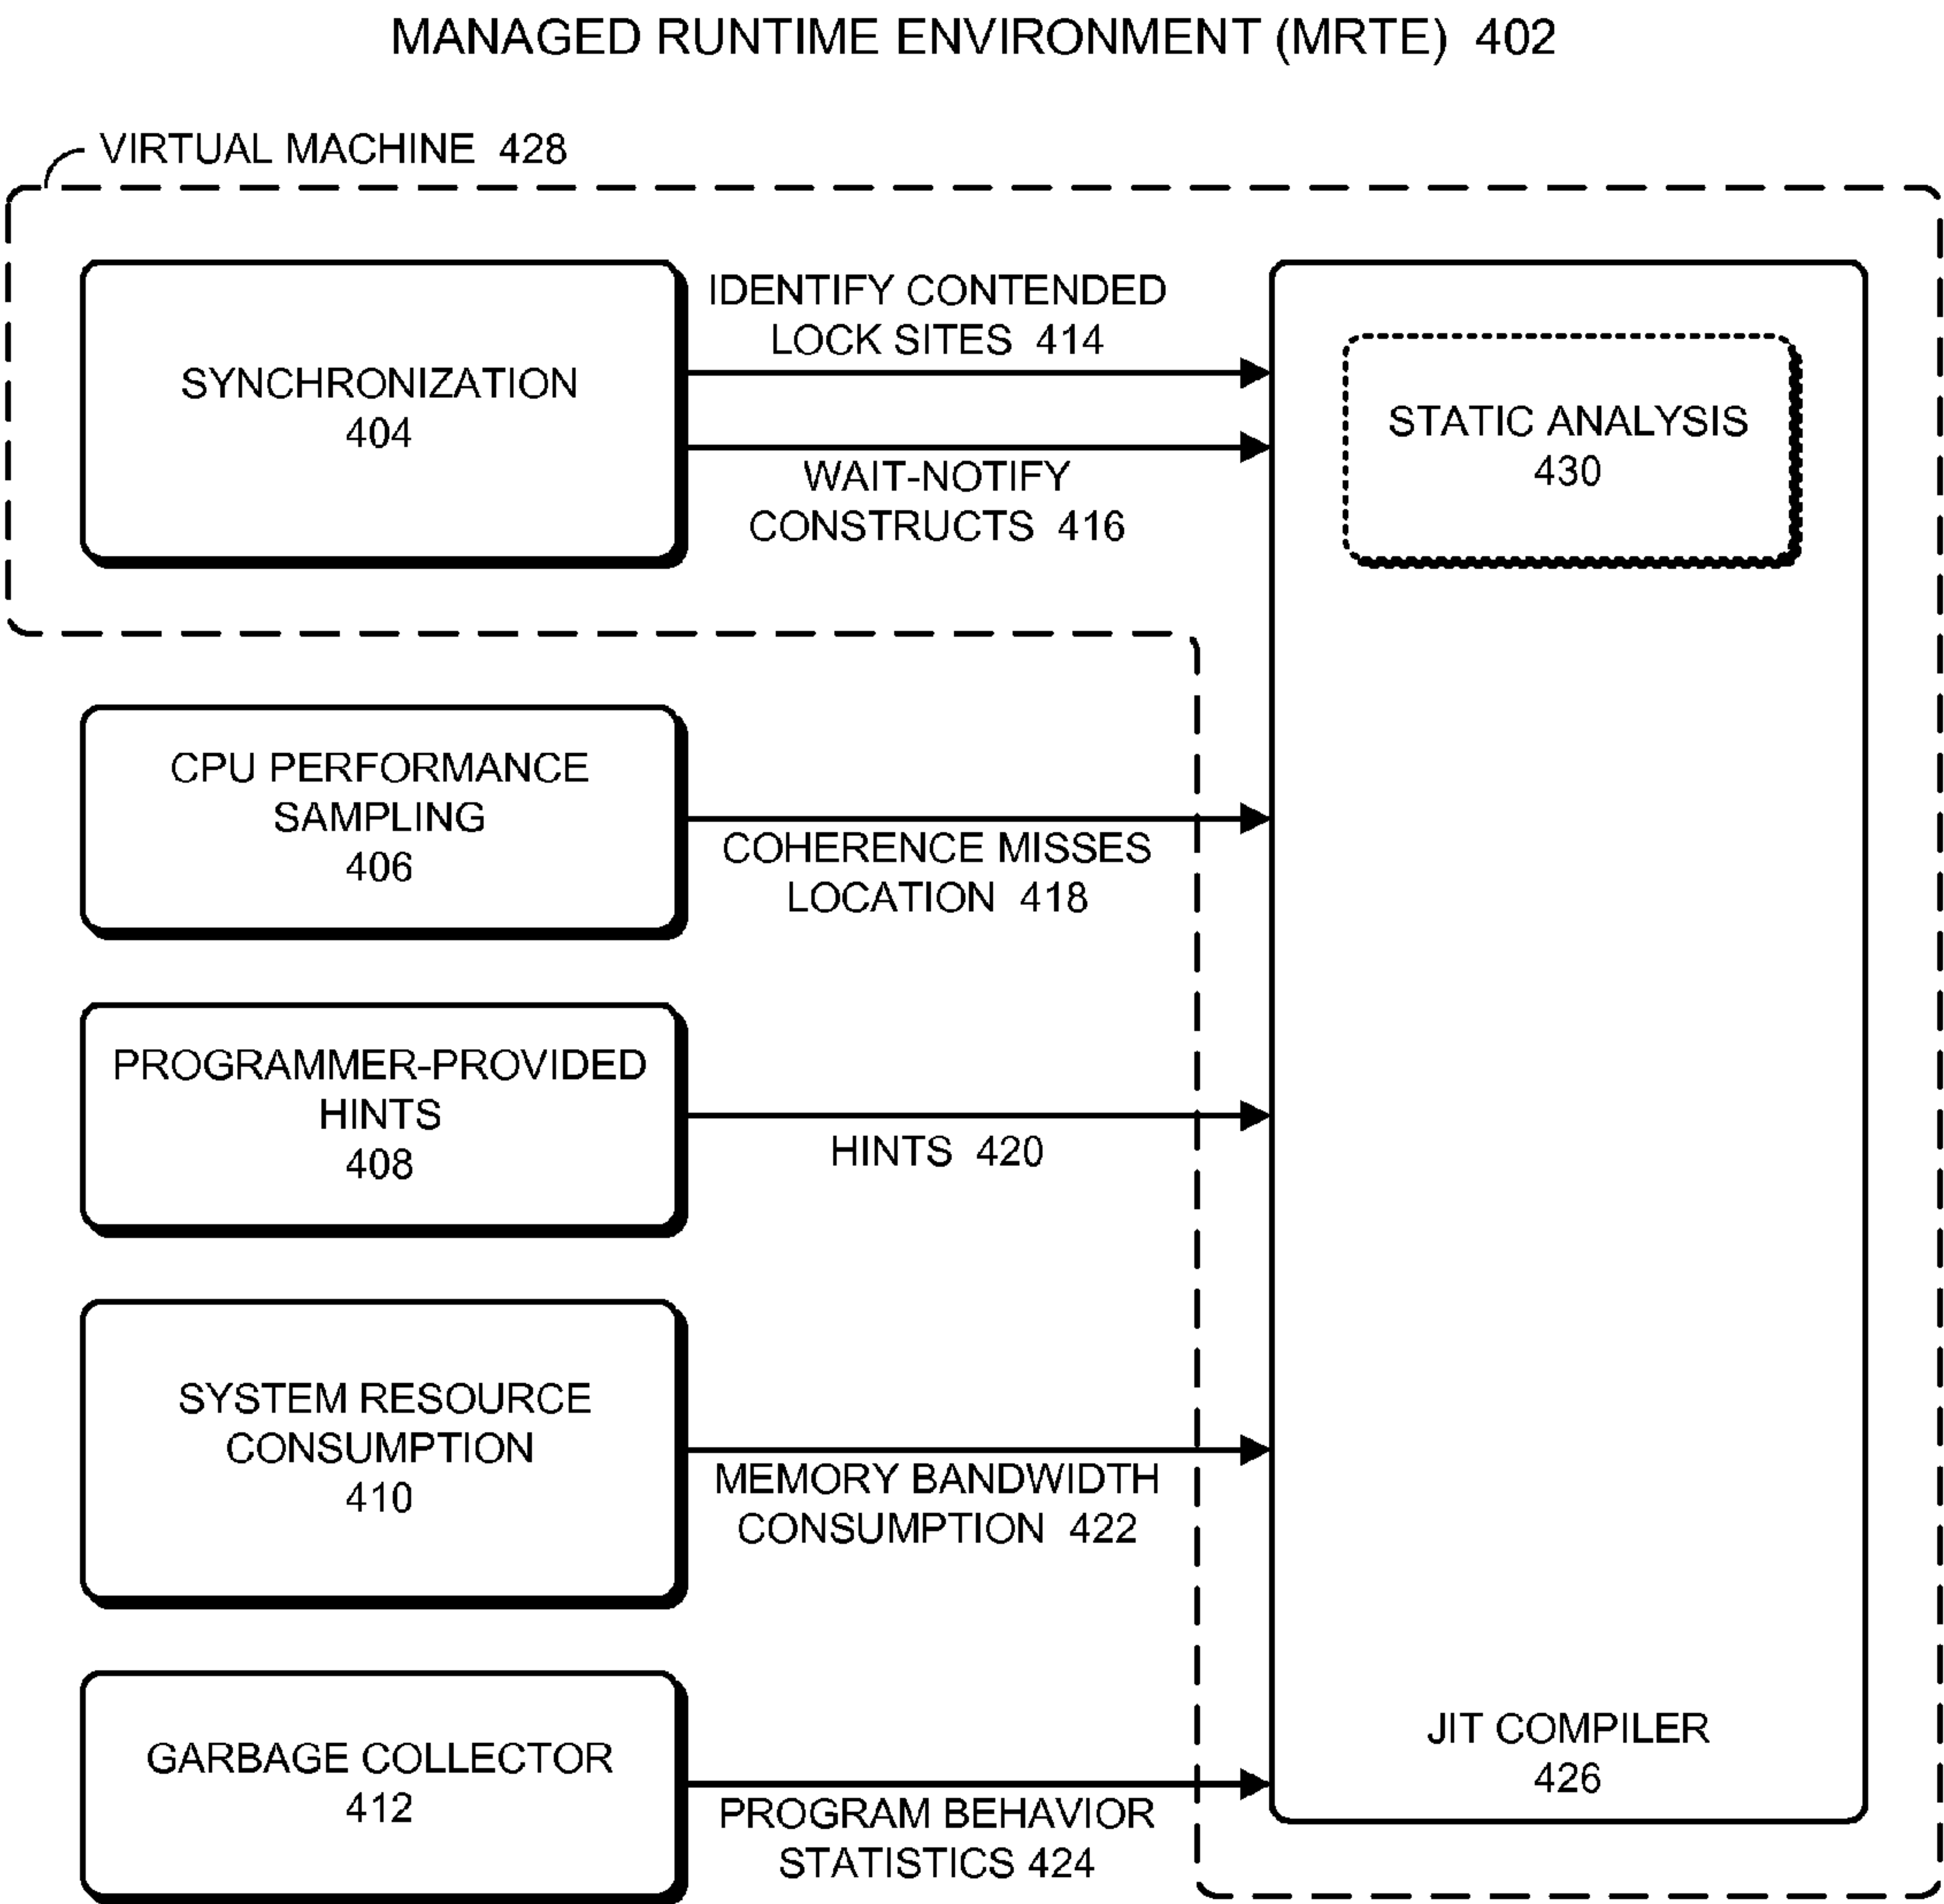 MANAGED RUNTIME ENVIRONMENT (MRTE) 402
VIRTUAL MACHINE 428
SYNCHRONIZATION
404
IDENTIFY CONTENDED
LOCK SITES 414
WAIT-NOTIFY
CONSTRUCTS 416
STATIC ANALYSIS
430
CPU PERFORMANCE
SAMPLING
406
COHERENCE MISSES
LOCATION 418
PROGRAMMER-PROVIDED
HINTS
408
HINTS 420
SYSTEM RESOURCE
CONSUMPTION
410
MEMORY BANDWIDTH
CONSUMPTION 422
GARBAGE COLLECTOR
412
PROGRAM BEHAVIOR
STATISTICS 424
JIT COMPILER
426